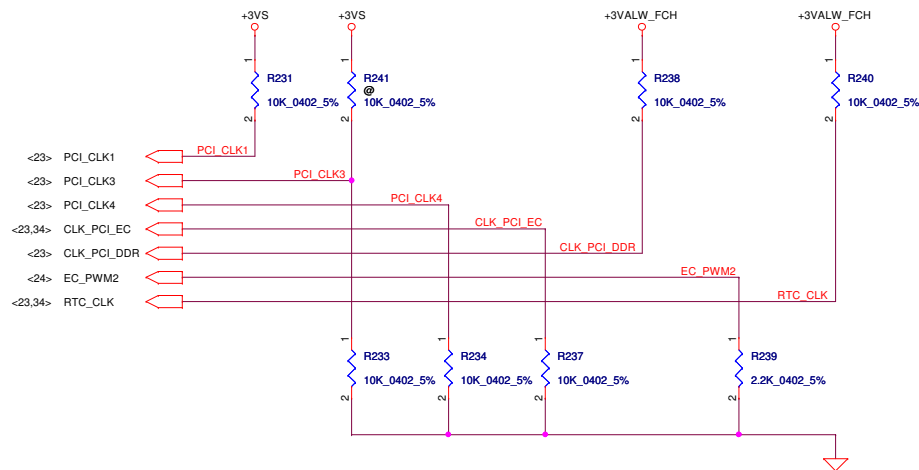 +3VS
+3VS
+3VALW_FCH
+3VALW_FCH
1
1
1
1
R231
10K_0402_5%
R241
@
10K_0402_5%
R238
10K_0402_5%
R240
10K_0402_5%
2
2
2
2
<23> PCI_CLK1
PCI_CLK1
<23> PCI_CLK3
PCI_CLK3
<23> PCI_CLK4
PCI_CLK4
<23,34> CLK_PCI_EC
CLK_PCI_EC
<23> CLK_PCI_DDR
CLK_PCI_DDR
<24> EC_PWM2
EC_PWM2
<23,34> RTC_CLK
RTC_CLK
1
1
1
1
R233
10K_0402_5%
R234
10K_0402_5%
R237
10K_0402_5%
R239
2.2K_0402_5%
2
2
2
2